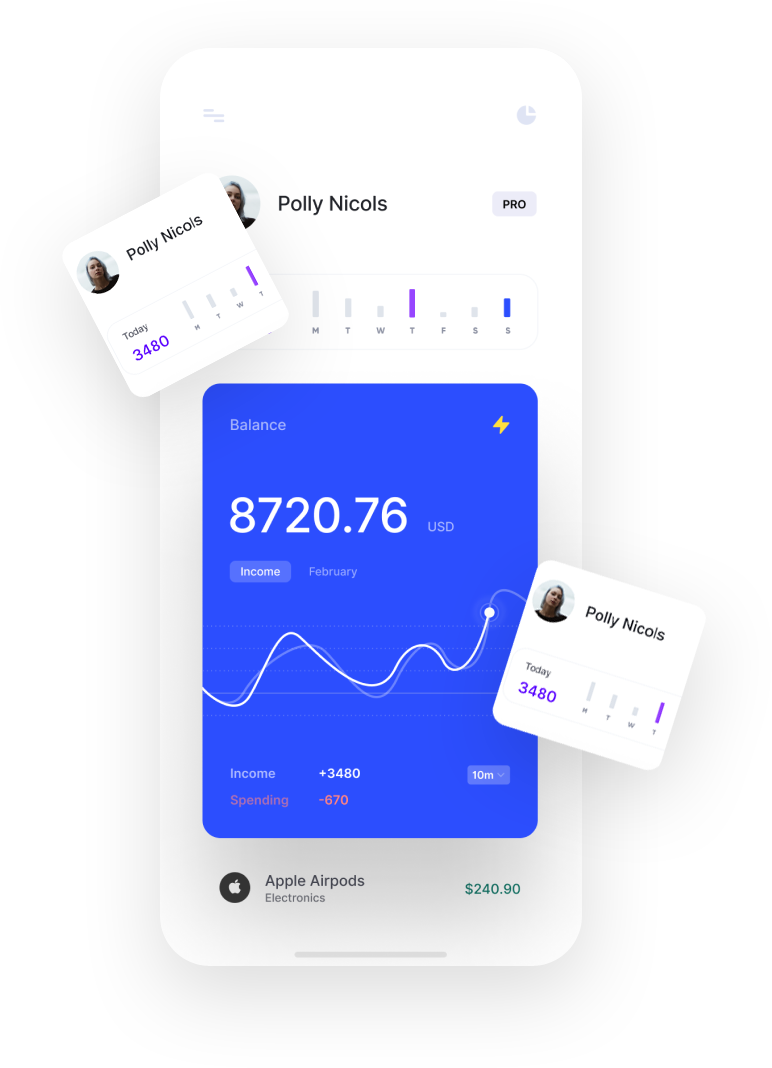 Polly Nicols
PRO
Polly Nicols
Today
3480
M T W T
M T W T F S S
Balance
8720.76 USD
Income February
Polly Nicols
Today
3480
M T W T
Income +3480
10m
Spending -670
Apple Airpods
Electronics
$240.90